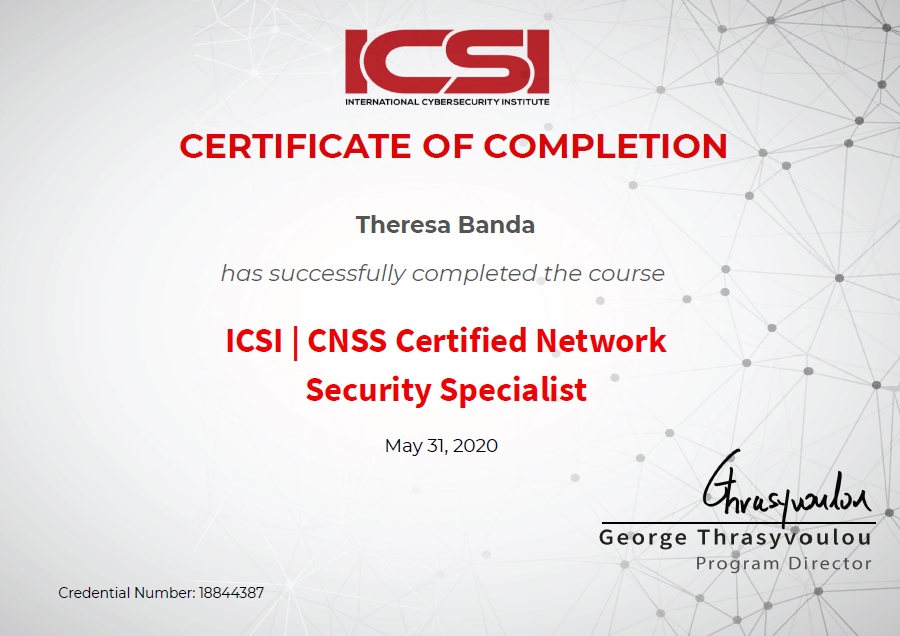 ICSI
INTERNATIONAL CYBERSECURITY INSTITUTE
CERTIFICATE OF COMPLETION
Theresa Banda
has successfully completed the course
ICSI | CNSS Certified Network
Security Specialist
May 31, 2020
Thrasyvoulou
George Thrasyvoulou
Program Director
Credential Number: 18844387